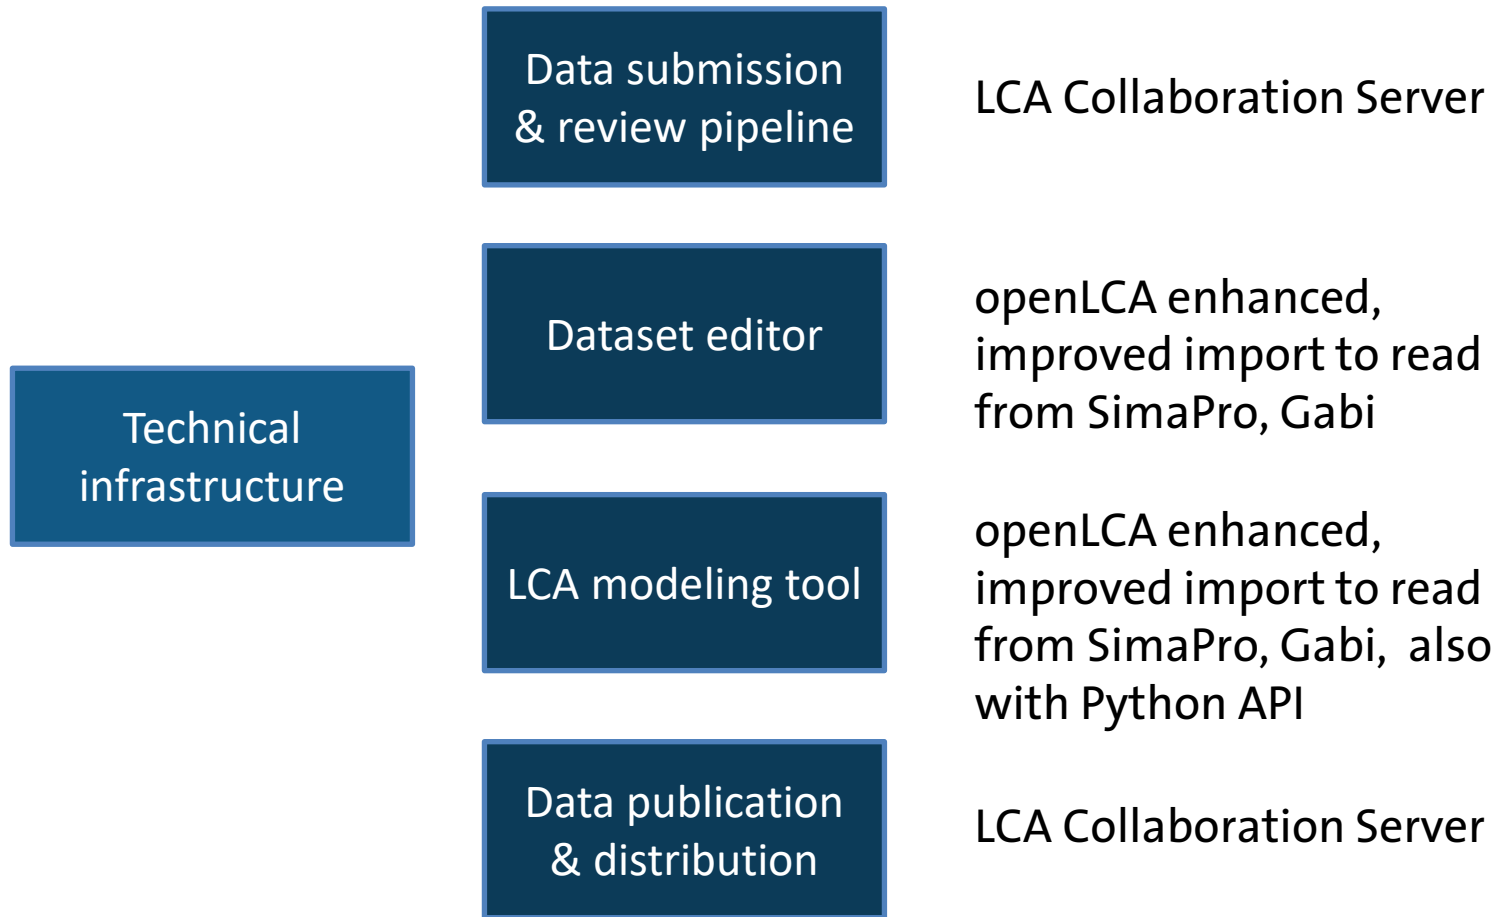 Data submission
& review pipeline
LCA Collaboration Server
Dataset editor
openLCA enhanced,
improved import to read
from SimaPro, Gabi
Technical
infrastructure
LCA modeling tool
openLCA enhanced,
improved import to read
from SimaPro, Gabi,  also
with Python API
Data publication
& distribution
LCA Collaboration Server